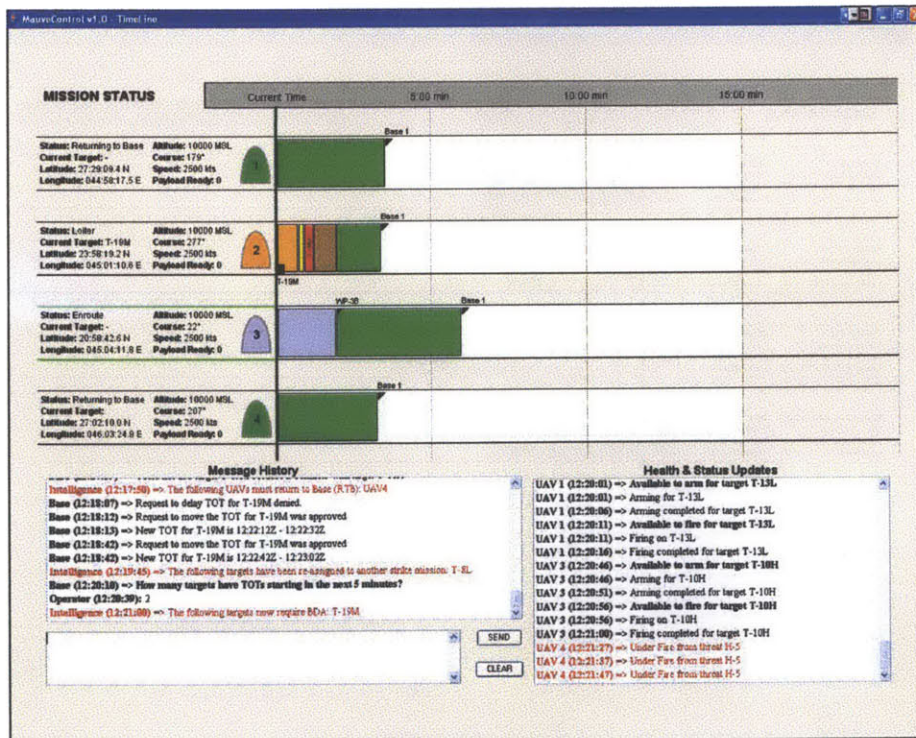 MauveControl v1.0 - TimeLine
MISSION STATUS
Current Time 5:00 min 10:00 min 15:00 min
Base 1
Status: Returning to Base Altitude: 10000 MSL
Current Target: - Course: 179°
Latitude: 27:29:09.4 N Speed: 2500 kts
Longitude: 044:58:17.5 E Payload Ready: 0
1
Base 1
Status: Loiter Altitude: 10000 MSL
Current Target: T-19M Course: 277°
Latitude: 23:58:19.2 N Speed: 2500 kts
Longitude: 045:01:10.6 E Payload Ready: 0
2
T-19M
WP-3B Base 1
Status: Enroute Altitude: 10000 MSL
Current Target: - Course: 22°
Latitude: 20:58:42.6 N Speed: 2500 kts
Longitude: 045:04:11.8 E Payload Ready: 0
3
Base 1
Status: Returning to Base Altitude: 10000 MSL
Current Target: Course: 207°
Latitude: 27:02:10.0 N Speed: 2500 kts
Longitude: 046:03:24.9 E Payload Ready: 0
4
Message History
Intelligence (12:17:50) => The following UAVs must return to Base (RTB): UAV4
Base (12:18:07) => Request to delay TOT for T-19M denied.
Base (12:18:12) => Request to move the TOT for T-19M was approved
Base (12:18:13) => New TOT for T-19M is 12:22:12Z - 12:22:32Z
Base (12:18:42) => Request to move the TOT for T-19M was approved
Base (12:18:42) => New TOT for T-19M is 12:22:42Z - 12:23:02Z
Intelligence (12:19:45) => The following targets have been re-assigned to another strike mission: T-8L
Base (12:20:10) => How many targets have TOTs starting in the next 5 minutes?
Operator (12:20:39): 2
Intelligence (12:21:00) => The following targets now require BDA: T-19M
SEND
CLEAR
Health & Status Updates
UAV 1 (12:20:01) => Available to arm for target T-13L
UAV 1 (12:20:01) => Arming for T-13L
UAV 1 (12:20:06) => Arming completed for target T-13L
UAV 1 (12:20:11) => Available to fire for target T-13L
UAV 1 (12:20:11) => Firing on T-13L
UAV 1 (12:20:16) => Firing completed for target T-13L
UAV 3 (12:20:46) => Available to arm for target T-10H
UAV 3 (12:20:46) => Arming for T-10H
UAV 3 (12:20:51) => Arming completed for target T-10H
UAV 3 (12:20:56) => Available to fire for target T-10H
UAV 3 (12:20:56) => Firing on T-10H
UAV 3 (12:21:00) => Firing completed for target T-10H
UAV 4 (12:21:27) => Under Fire from threat H-5
UAV 4 (12:21:37) => Under Fire from threat H-5
UAV 4 (12:21:47) => Under Fire from threat H-5